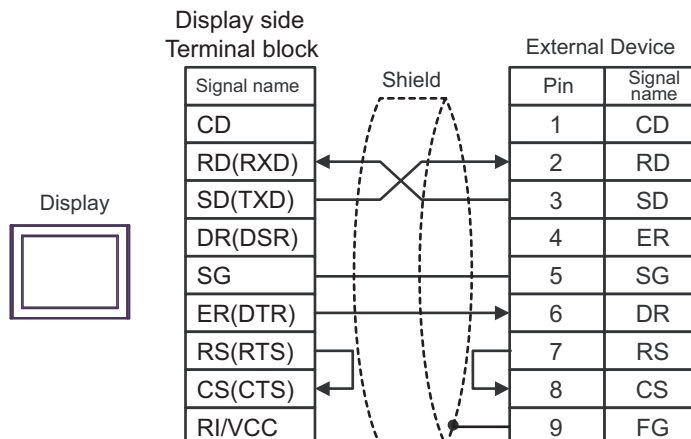 Display side
Terminal block
External Device
Signal name
Shield
Pin
Signal
name
CD
1
CD
RD(RXD)
2
RD
SD(TXD)
3
SD
Display
DR(DSR)
4
ER
SG
5
SG
ER(DTR)
6
DR
RS(RTS)
7
RS
CS(CTS)
8
CS
RI/VCC
9
FG